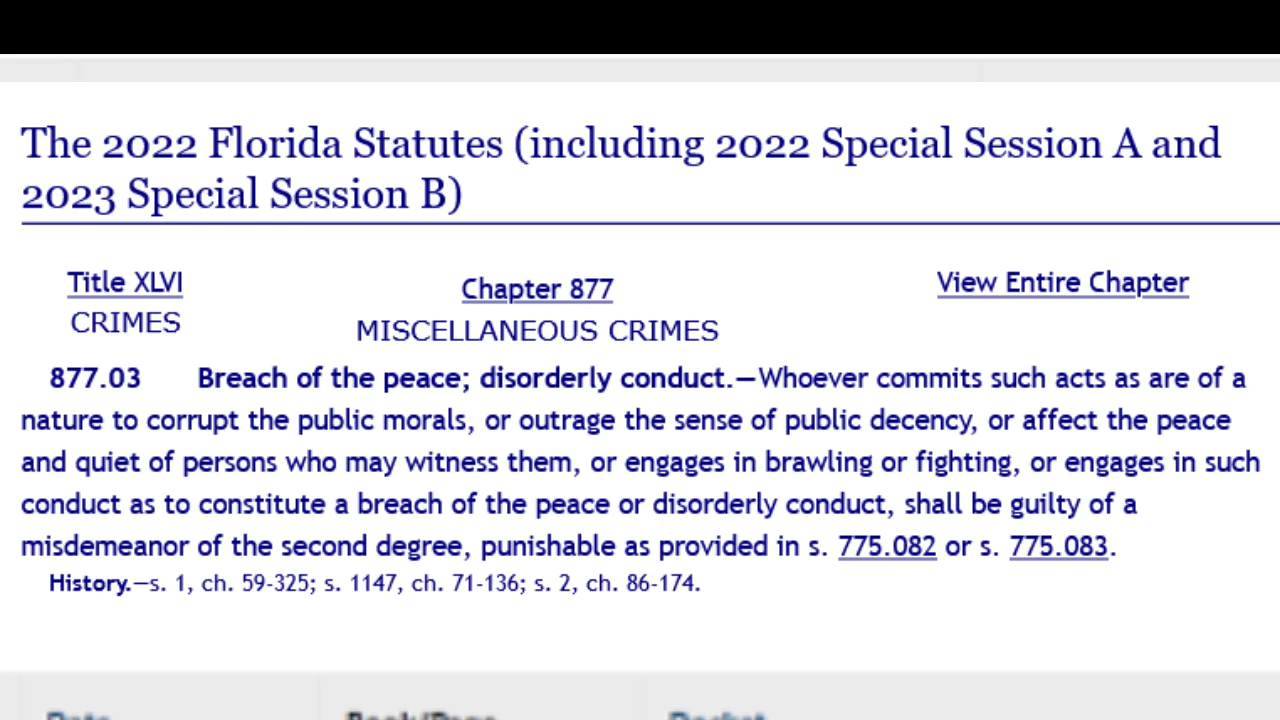 The 2022 Florida Statutes (including 2022 Special Session A and
2023 Special Session B)
Title XLVI
Chapter 877
View Entire Chapter
CRIMES
MISCELLANEOUS CRIMES
877.03 Breach of the peace; disorderly conduct.—Whoever commits such acts as are of a
nature to corrupt the public morals, or outrage the sense of public decency, or affect the peace
and quiet of persons who may witness them, or engages in brawling or fighting, or engages in such
conduct as to constitute a breach of the peace or disorderly conduct, shall be guilty of a
misdemeanor of the second degree, punishable as provided in s. 775.082 or s. 775.083.
History.—s. 1, ch. 59-325; s. 1147, ch. 71-136; s. 2, ch. 86-174.
Date Book/Page Docket